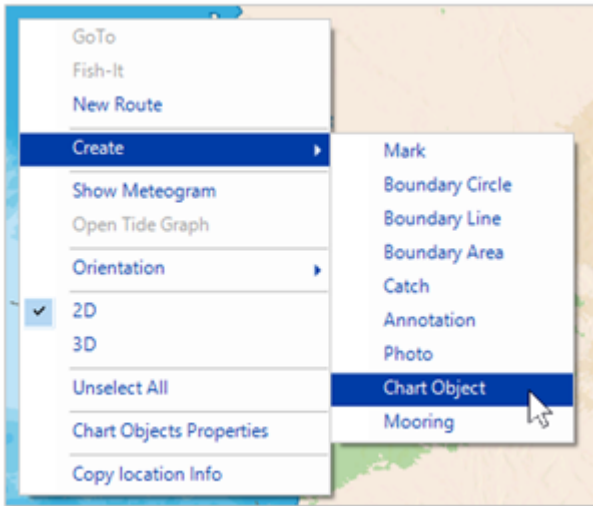 GoTo
Fish-It
New Route
Create
Show Meteogram
Open Tide Graph
Orientation
2D
3D
Unselect All
Chart Objects Properties
Copy location Info
Mark
Boundary Circle
Boundary Line
Boundary Area
Catch
Annotation
Photo
Chart Object
Mooring